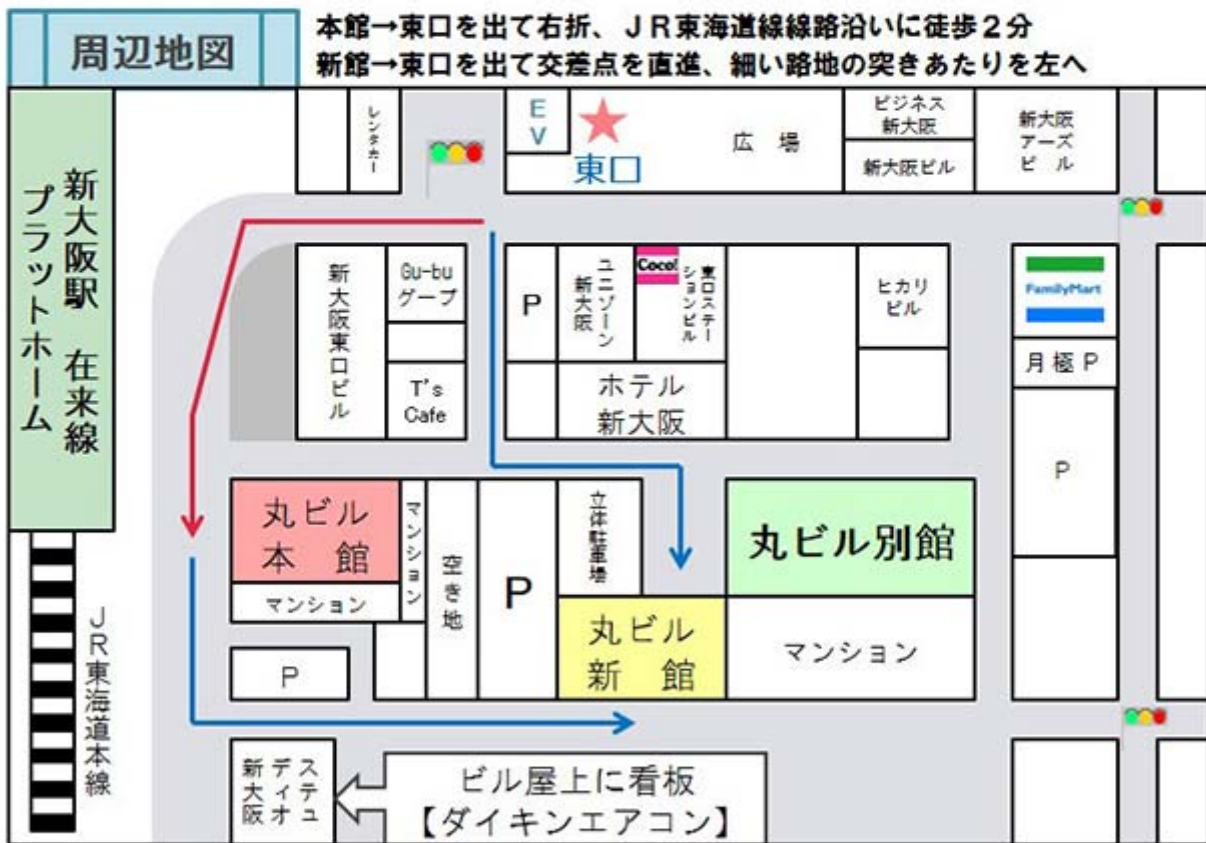 周辺地図
本館→東口を出て右折、ＪＲ東海道線線路沿いに徒歩２分
新館→東口を出て交差点を直進、細い路地の突きあたりを左へ
新大阪駅 在来線
プラットホーム
レンタカー
EV
東口
広 場
ビジネス
新大阪
新大阪ビル
新大阪
アーズ
ビル
新大阪東口ビル
Gu-bu
グープ
T's
Cafe
P
ユニゾーン
新大阪
Coco!
東口ステー
ションビル
ホテル
新大阪
ヒカリ
ビル
FamilyMart
月極P
P
丸ビル
本 館
マンション
マンション
空き地
P
立体駐車場
丸ビル別館
丸ビル
新 館
マンション
P
ＪＲ東海道本線
ステュ
ディオ
新大阪
ビル屋上に看板
【ダイキンエアコン】